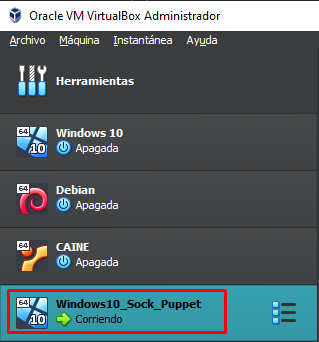 Oracle VM VirtualBox Administrador
Archivo Máquina Instantánea Ayuda
Herramientas
64 10 Windows 10
Apagada
64 Debian
Apagada
64 CAINE
Apagada
64 10 Windows10_Sock_Puppet
Corriendo